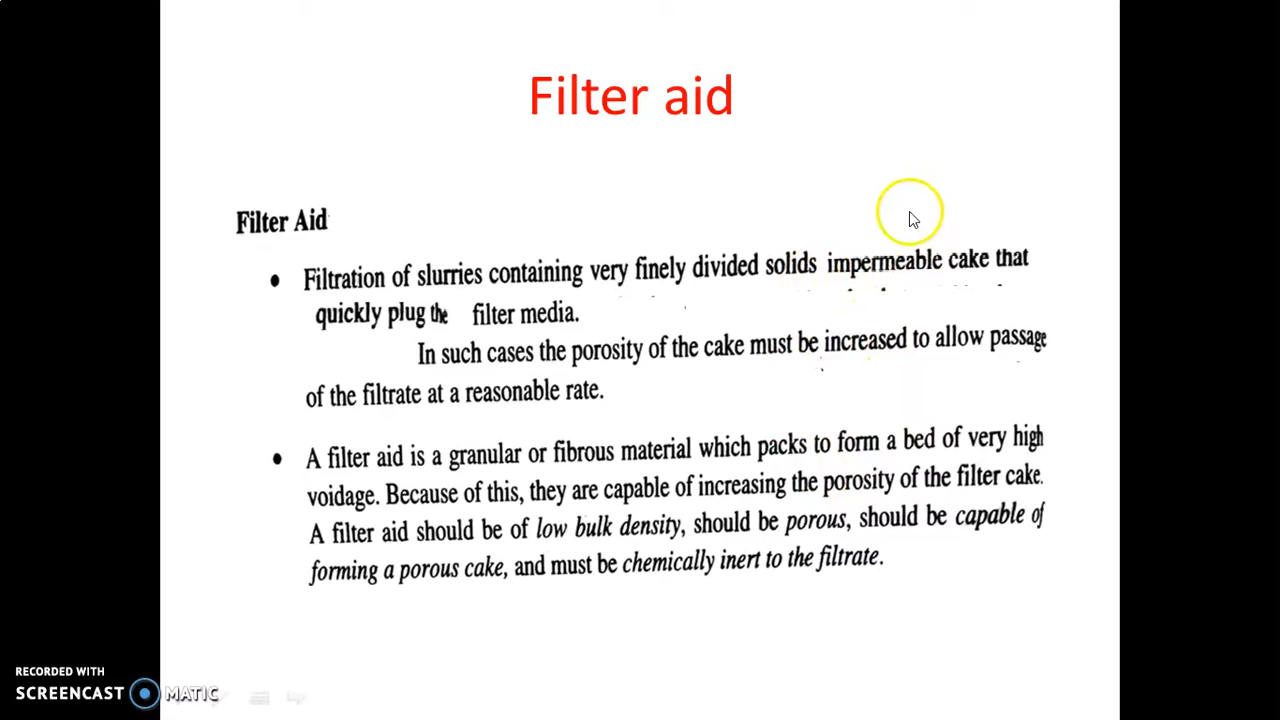 Filter aid
Filter Aid
• Filtration of slurries containing very finely divided solids impermeable cake that
quickly plug the filter media.
In such cases the porosity of the cake must be increased to allow passage
of the filtrate at a reasonable rate.
• A filter aid is a granular or fibrous material which packs to form a bed of very high
voidage. Because of this, they are capable of increasing the porosity of the filter cake.
A filter aid should be of low bulk density, should be porous, should be capable of
forming a porous cake, and must be chemically inert to the filtrate.
RECORDED WITH
SCREENCAST MATIC